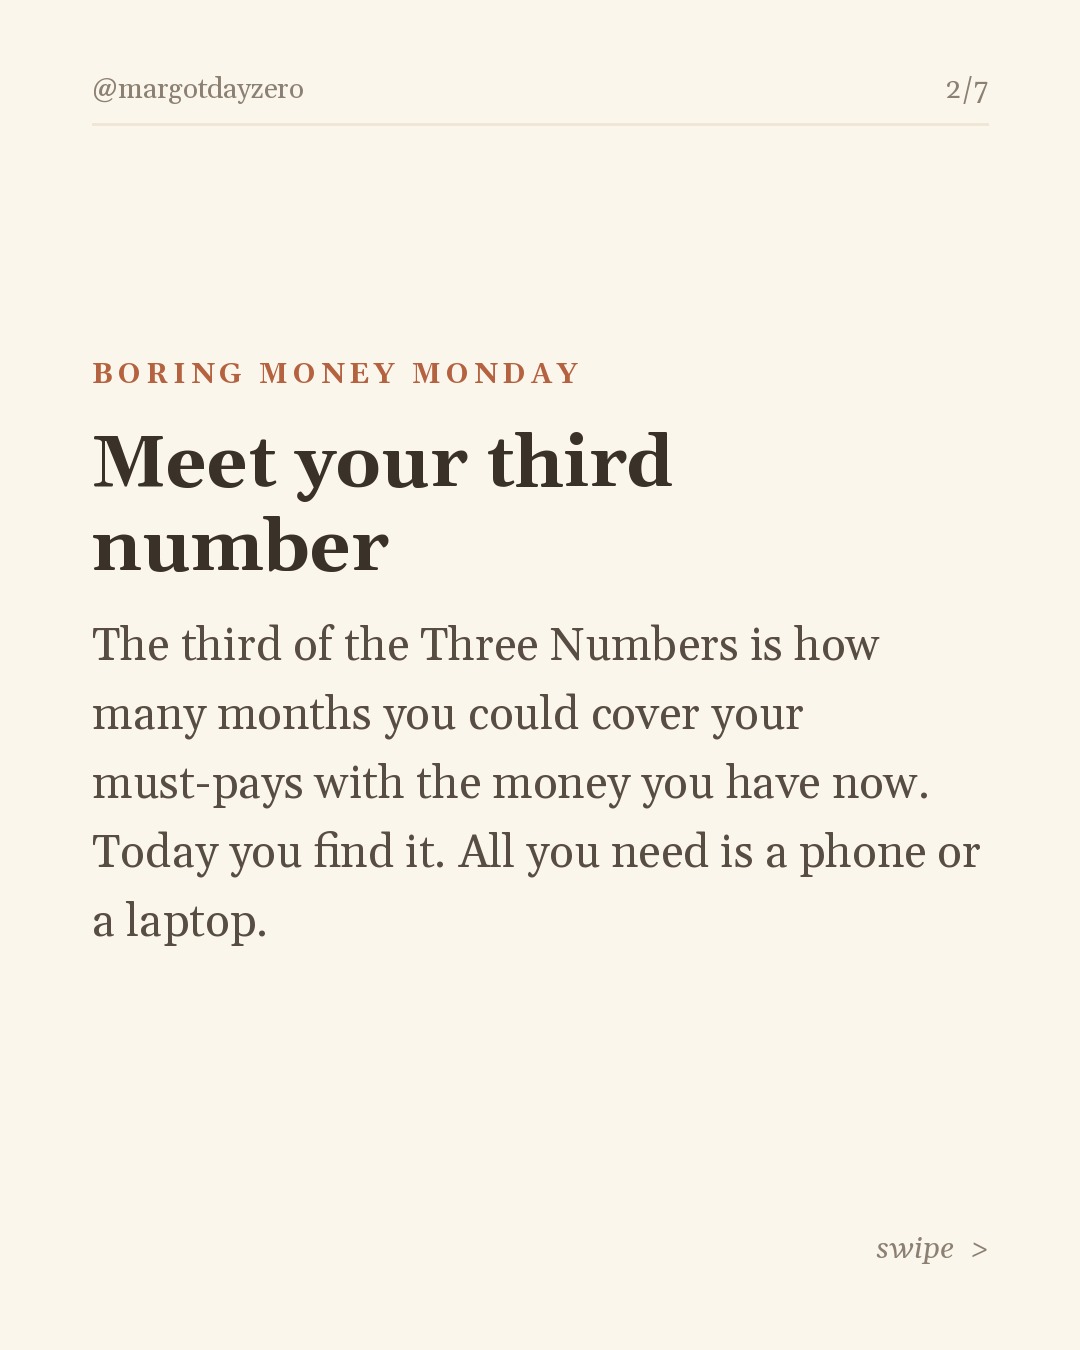 @margotdayzero
2/7
BORING MONEY MONDAY
Meet your third
number
The third of the Three Numbers is how
many months you could cover your
must-pays with the money you have now.
Today you find it. All you need is a phone or
a laptop.
swipe >